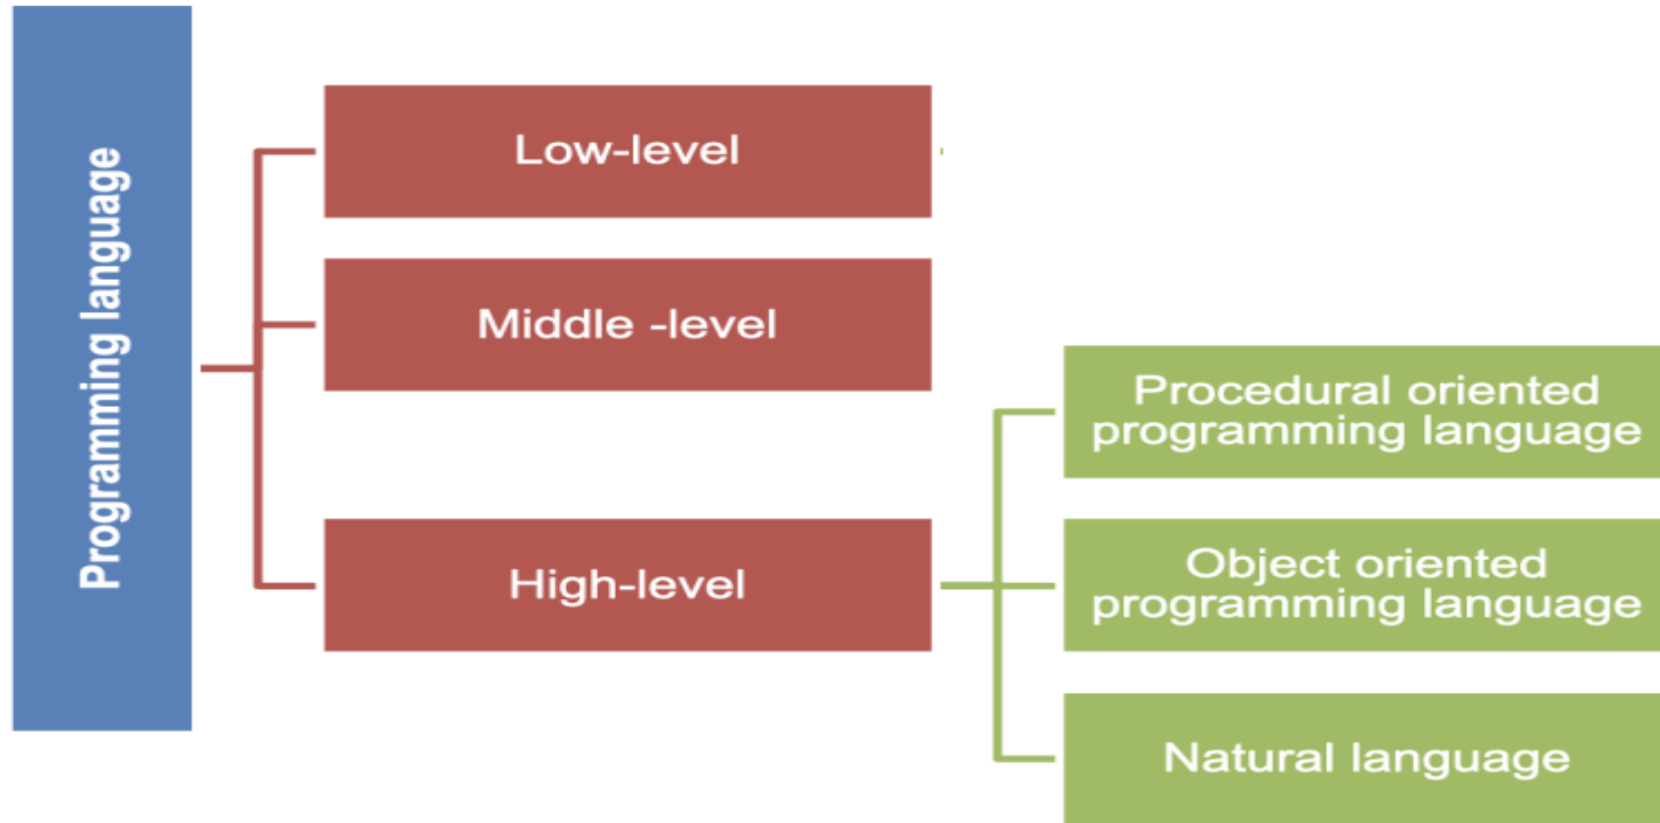 Programming language
Low-level
Middle -level
High-level
Procedural oriented
programming language
Object oriented
programming language
Natural language